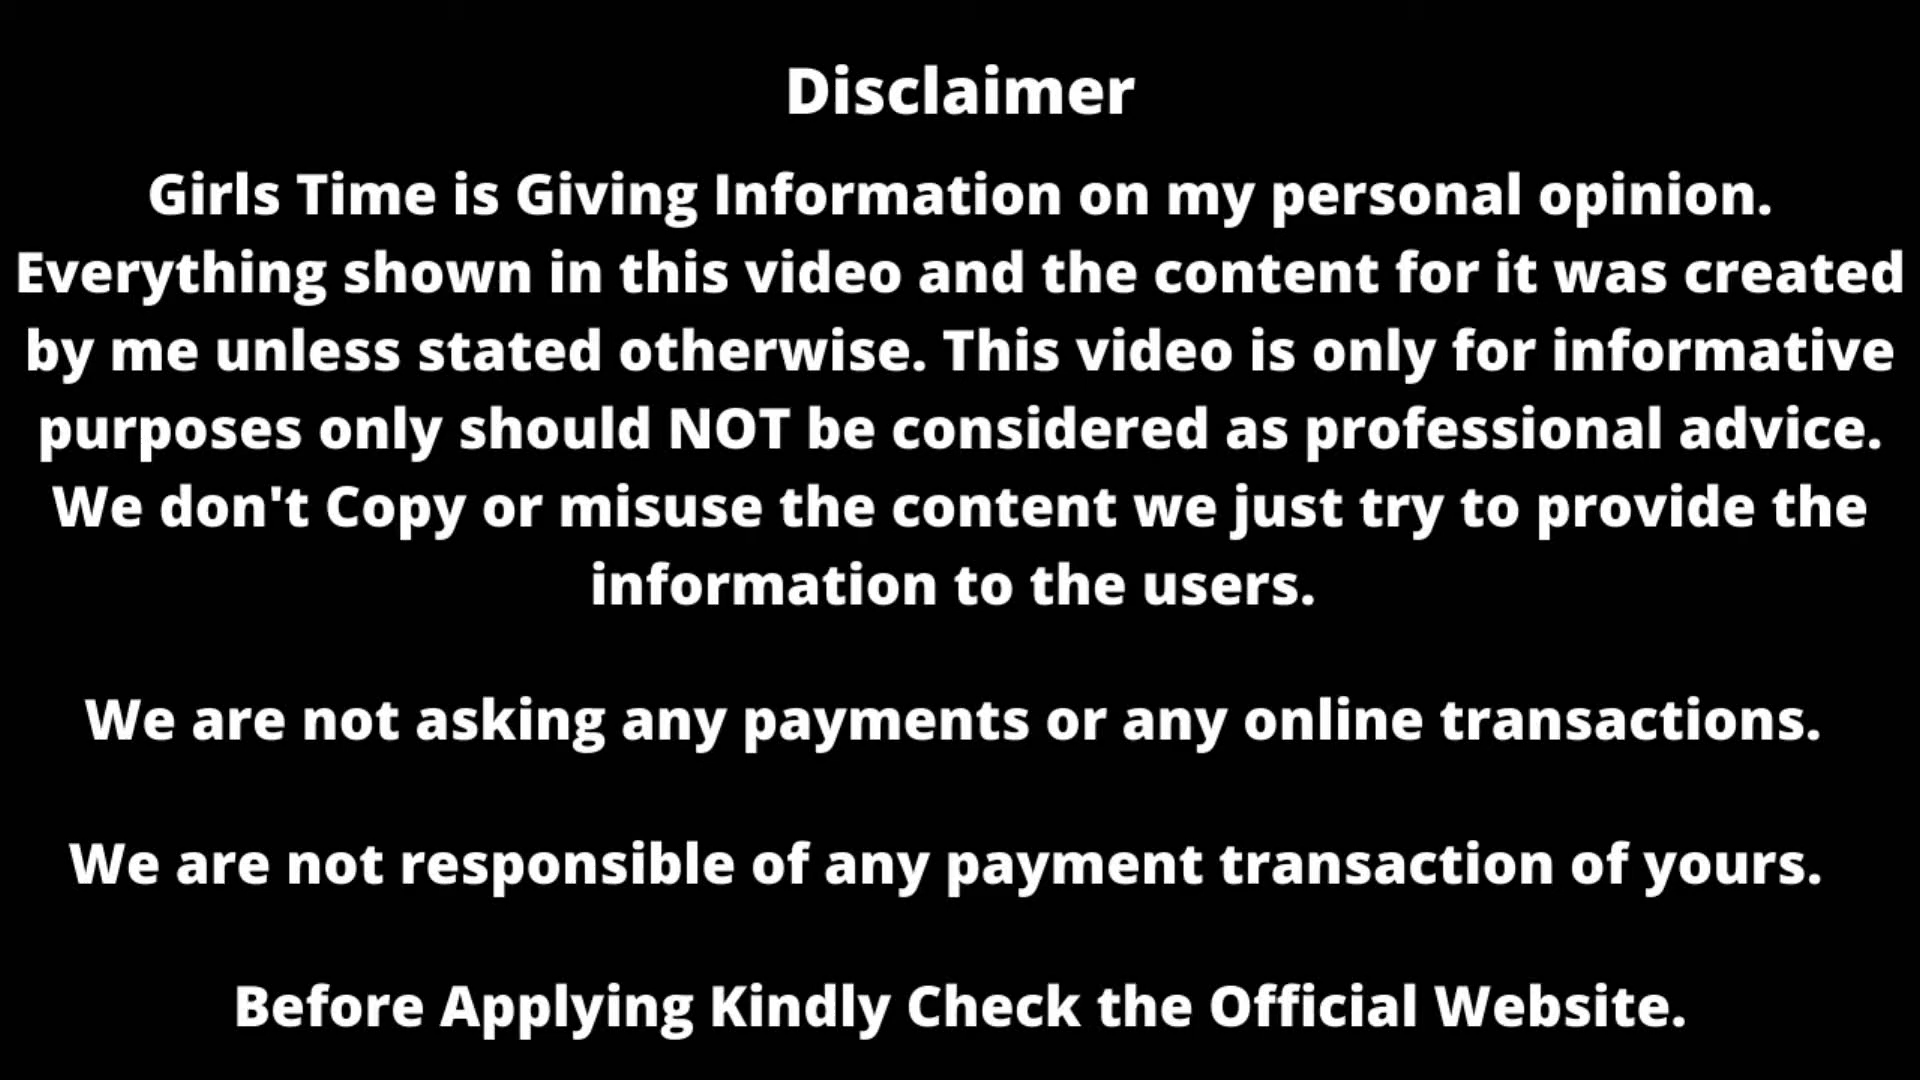 Disclaimer
Girls Time is Giving Information on my personal opinion.
Everything shown in this video and the content for it was created
by me unless stated otherwise. This video is only for informative
purposes only should NOT be considered as professional advice.
We don't Copy or misuse the content we just try to provide the
information to the users.
We are not asking any payments or any online transactions.
We are not responsible of any payment transaction of yours.
Before Applying Kindly Check the Official Website.